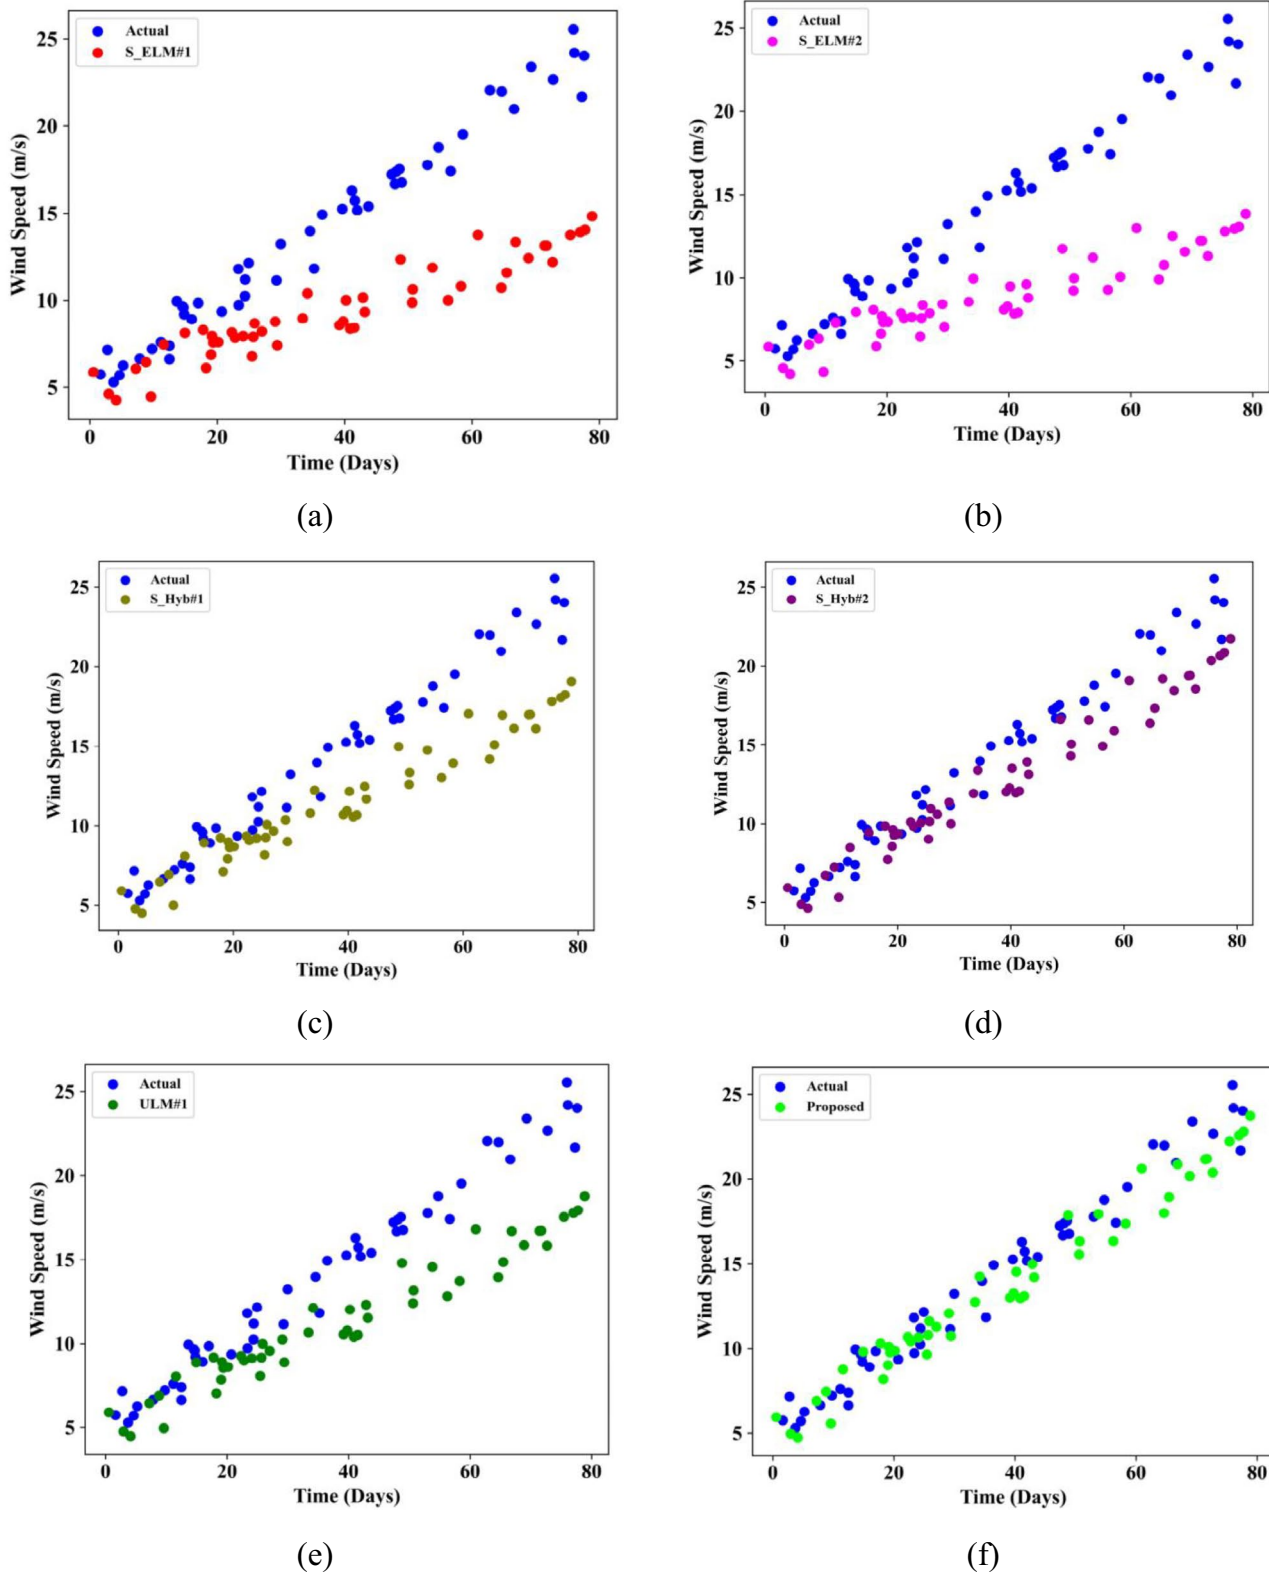 Actual
S_ELM#1
25
20
15
10
5
0 20 40 60 80
Wind Speed (m/s)
Time (Days)
(a)
Actual
S_ELM#2
25
20
15
10
5
0 20 40 60 80
Wind Speed (m/s)
Time (Days)
(b)
Actual
S_Hyb#1
25
20
15
10
5
0 20 40 60 80
Wind Speed (m/s)
Time (Days)
(c)
Actual
S_Hyb#2
25
20
15
10
5
0 20 40 60 80
Wind Speed (m/s)
Time (Days)
(d)
Actual
ULM#1
25
20
15
10
5
0 20 40 60 80
Wind Speed (m/s)
Time (Days)
(e)
Actual
Proposed
25
20
15
10
5
0 20 40 60 80
Wind Speed (m/s)
Time (Days)
(f)